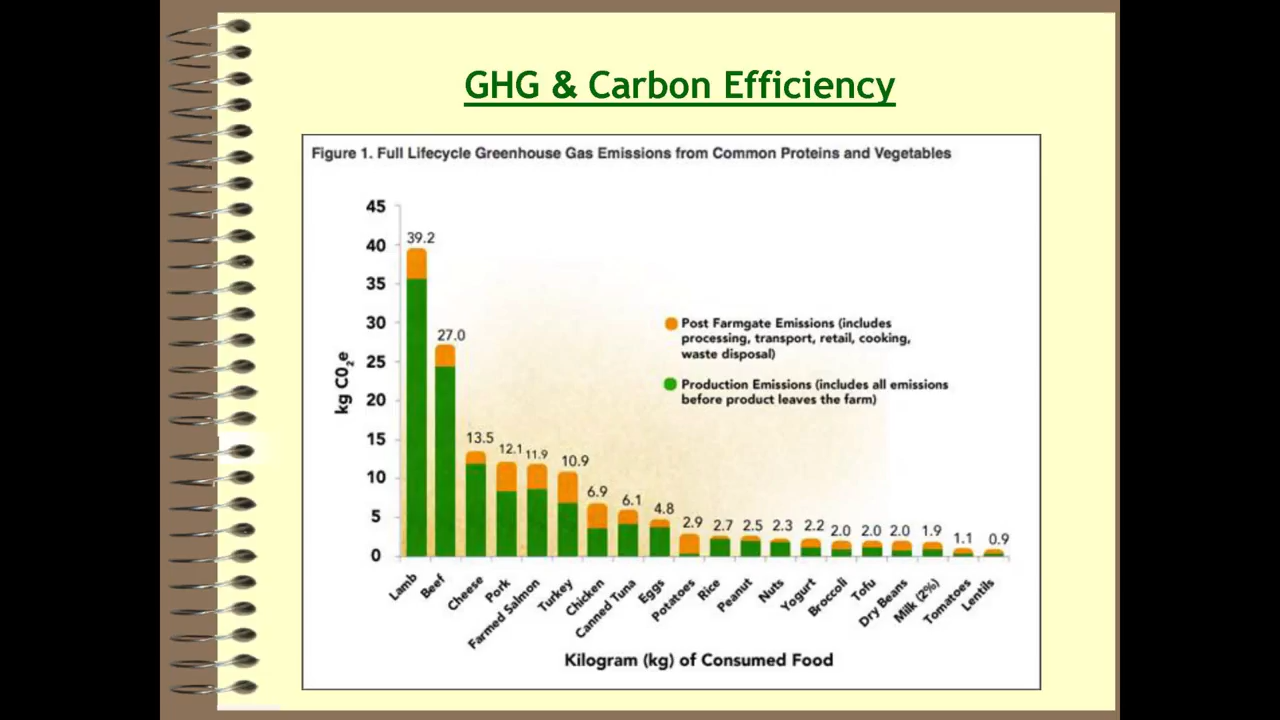 GHG & Carbon Efficiency
Figure 1. Full Lifecycle Greenhouse Gas Emissions from Common Proteins and Vegetables
45
40
35
30
25
20
15
10
5
0
kg CO2e
39.2
27.0
13.5
12.1
11.9
10.9
6.9
6.1
4.8
2.9
2.7
2.5
2.3
2.2
2.0
2.0
2.0
1.9
1.1
0.9
Post Farmgate Emissions (includes
processing, transport, retail, cooking,
waste disposal)
Production Emissions (includes all emissions
before product leaves the farm)
Lamb
Beef
Cheese
Pork
Farmed Salmon
Turkey
Chicken
Canned Tuna
Eggs
Potatoes
Rice
Peanut
Nuts
Yogurt
Broccoli
Tofu
Dry Beans
Milk (2%)
Tomatoes
Lentils
Kilogram (kg) of Consumed Food